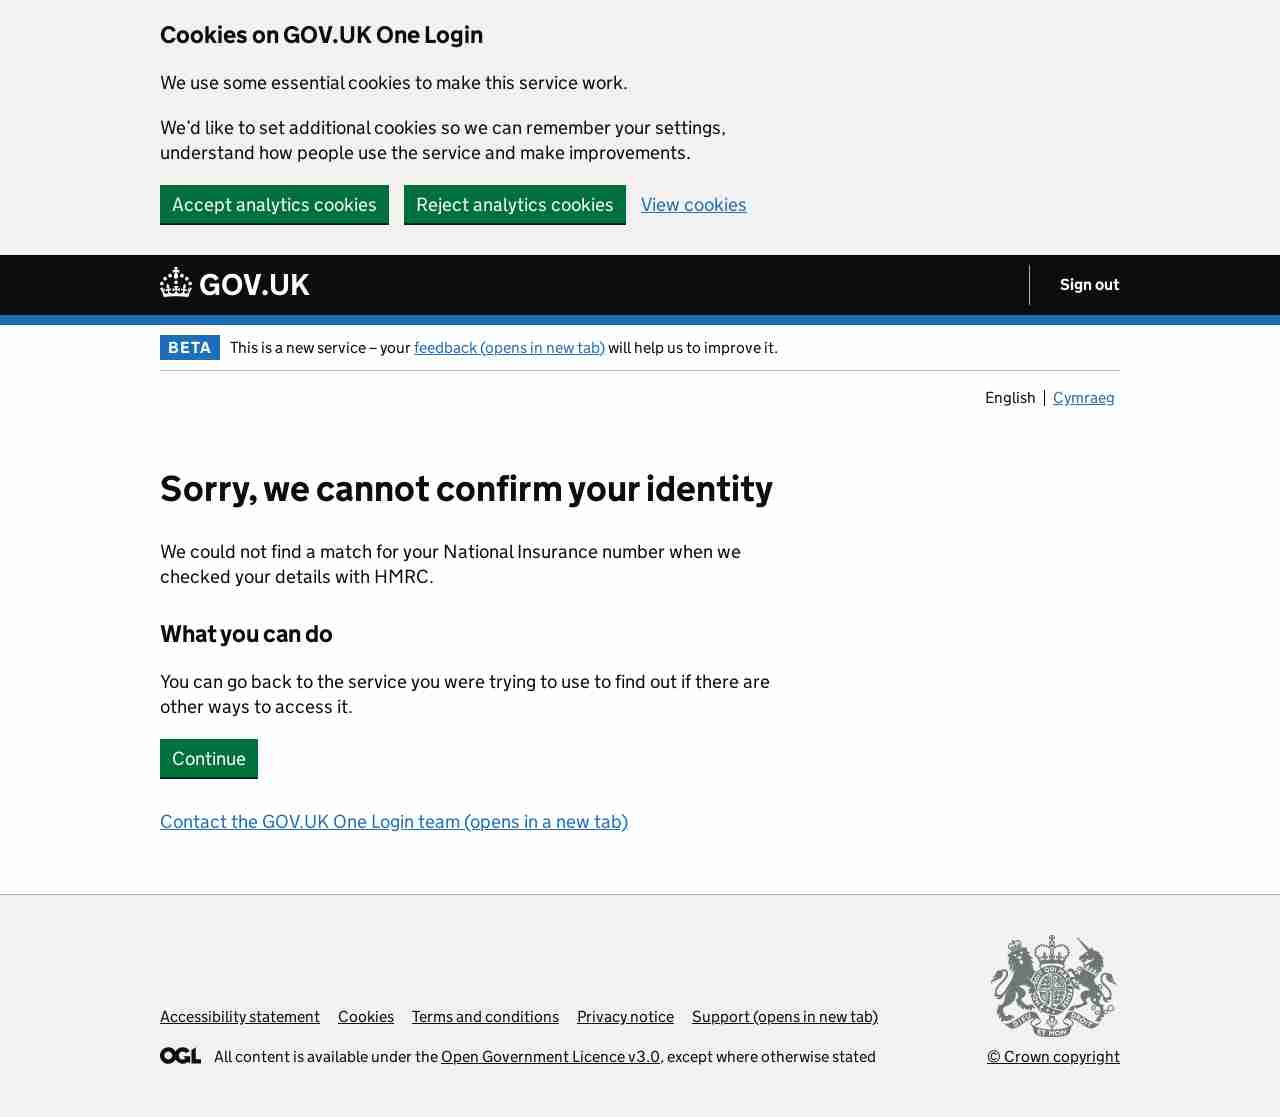 Cookies on GOV.UK One Login
We use some essential cookies to make this service work.
We’d like to set additional cookies so we can remember your settings,
understand how people use the service and make improvements.
Accept analytics cookies Reject analytics cookies View cookies
GOV.UK Sign out
BETA This is a new service – your feedback (opens in new tab) will help us to improve it.
English Cymraeg
Sorry, we cannot confirm your identity
We could not find a match for your National Insurance number when we
checked your details with HMRC.
What you can do
You can go back to the service you were trying to use to find out if there are
other ways to access it.
Continue
Contact the GOV.UK One Login team (opens in a new tab)
Accessibility statement Cookies Terms and conditions Privacy notice Support (opens in new tab)
OGL All content is available under the Open Government Licence v3.0, except where otherwise stated
© Crown copyright